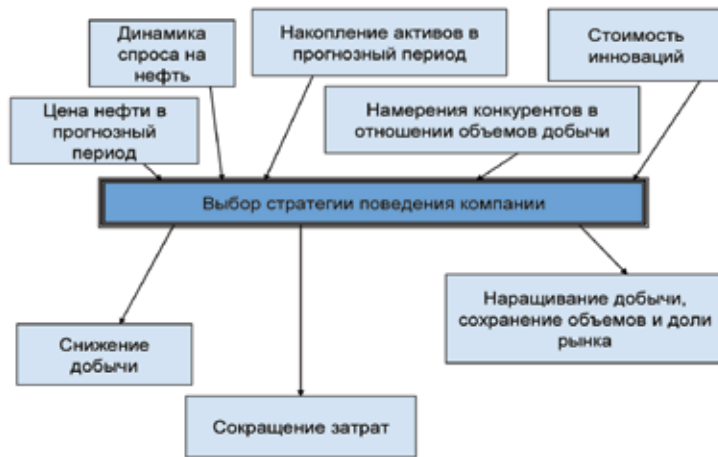 Динамика
спроса на
нефть
Накопление активов в
прогнозный период
Стоимость
инноваций
Цена нефти в
прогнозный
период
Намерения конкурентов в
отношении объемов добычи
Выбор стратегии поведения компании
Снижение
добычи
Сокращение затрат
Наращивание добычи,
сохранение объемов и доли
рынка